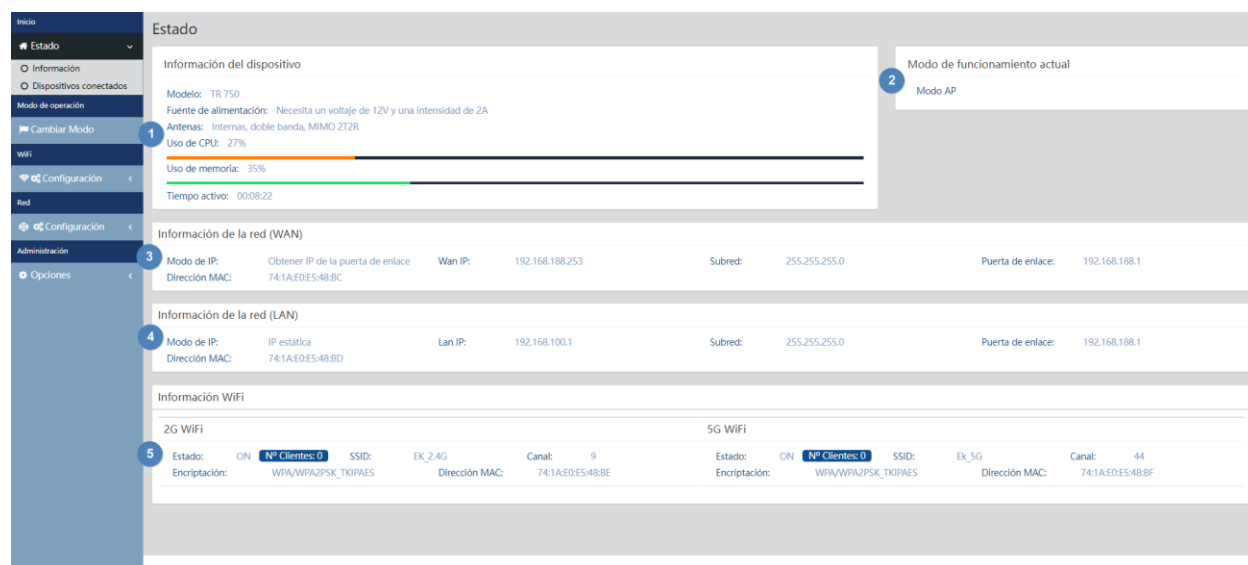 Inicio
Estado
Información
Dispositivos conectados
Modo de operación
Cambiar Modo
WiFi
Configuración
Red
Configuración
Administración
Opciones
Estado
Información del dispositivo
Modelo: TR 750
Fuente de alimentación: Necesita un voltaje de 12V y una intensidad de 2A
1
Antenas: Internas, doble banda, MIMO 2T2R
Uso de CPU: 27%
Uso de memoria: 35%
Tiempo activo: 00:08:22
Modo de funcionamiento actual
2
Modo AP
Información de la red (WAN)
3
Modo de IP: Obtener IP de la puerta de enlace Wan IP: 192.168.188.253 Subred: 255.255.255.0 Puerta de enlace: 192.168.188.1
Dirección MAC: 74:1A:E0:E5:48:BC
Información de la red (LAN)
4
Modo de IP: IP estática Lan IP: 192.168.100.1 Subred: 255.255.255.0 Puerta de enlace: 192.168.188.1
Dirección MAC: 74:1A:E0:E5:48:BD
Información WiFi
2G WiFi
5
Estado: ON Nº Clientes: 0 SSID: EK_2.4G Canal: 9
Encriptación: WPA/WPA2PSK_TKIPAES Dirección MAC: 74:1A:E0:E5:48:BE
5G WiFi
Estado: ON Nº Clientes: 0 SSID: Ek_5G Canal: 44
Encriptación: WPA/WPA2PSK_TKIPAES Dirección MAC: 74:1A:E0:E5:48:BF